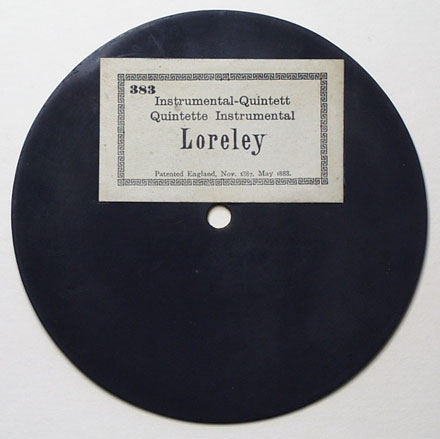 383
Instrumental-Quintett
Quintette Instrumental
Loreley
Patented England, Nov. 1887, May 1888.